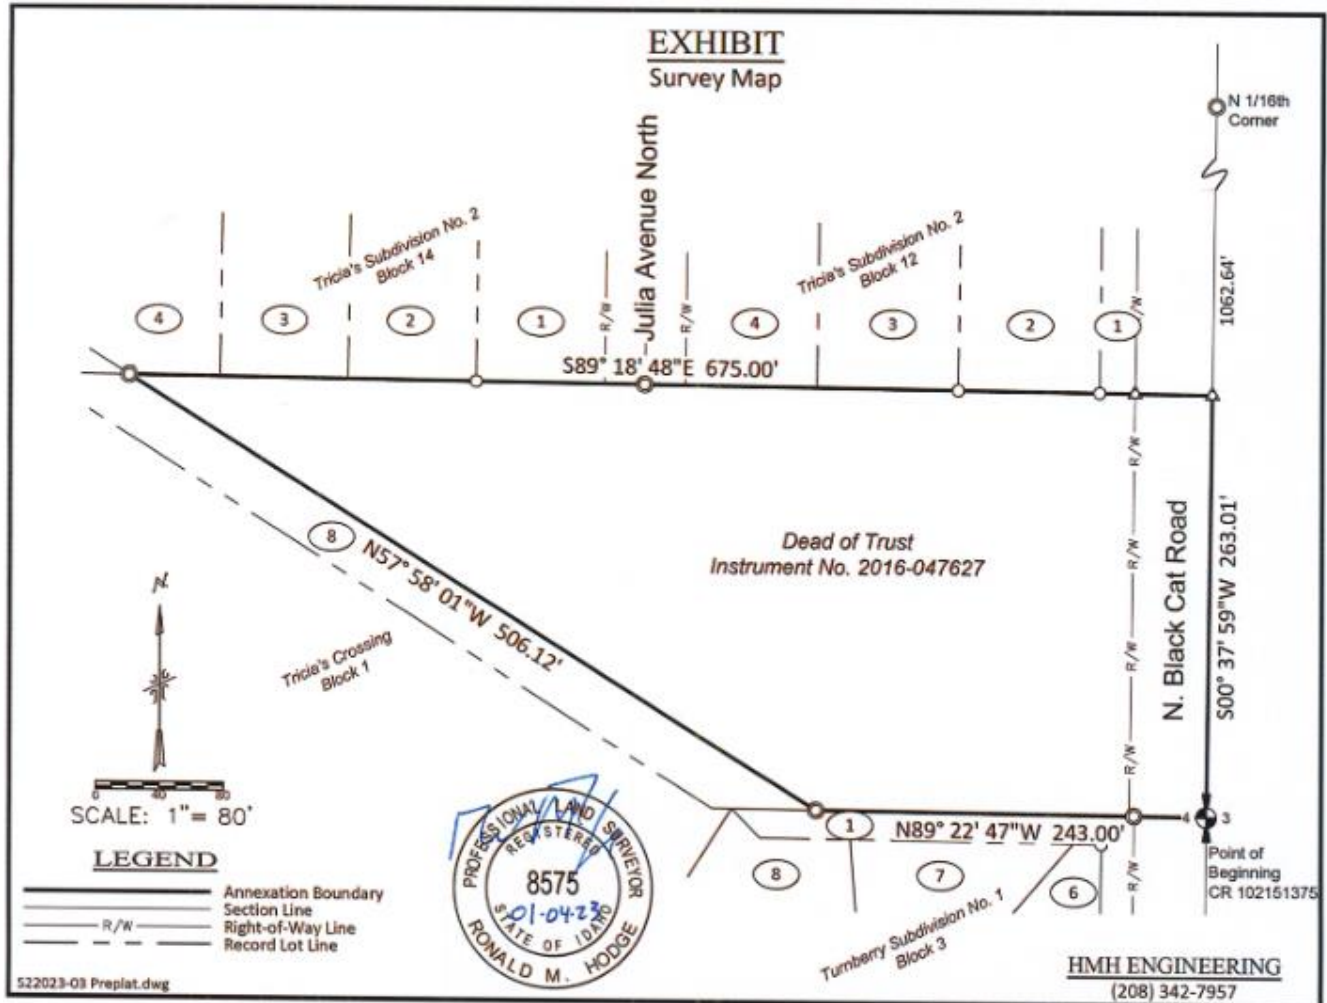 EXHIBIT
Survey Map
N 1/16th
Corner
Julia Avenue North
Tricia's Subdivision No. 2
Block 14
Tricia's Subdivision No. 2
Block 12
1062.64'
4
3
2
1
R/W
R/W
4
3
2
1
R/W
S89° 18' 48"E 675.00'
R/W
8
N57° 58' 01"W 506.12'
Dead of Trust
Instrument No. 2016-047627
R/W
N. Black Cat Road
S00° 37' 59"W 263.01'
N
Tricia's Crossing
Block 1
R/W
R/W
0 40 80
SCALE: 1"= 80'
1
N89° 22' 47"W 243.00'
4 3
Point of
Beginning
CR 102151375
8
7
6
R/W
Turnberry Subdivision No. 1
Block 3
PROFESSIONAL LAND SURVEYOR
REGISTERED
8575
01-04-23
STATE OF IDAHO
RONALD M. HODGE
LEGEND
Annexation Boundary
Section Line
R/W Right-of-Way Line
Record Lot Line
S22023-03 Preplat.dwg
HMH ENGINEERING
(208) 342-7957